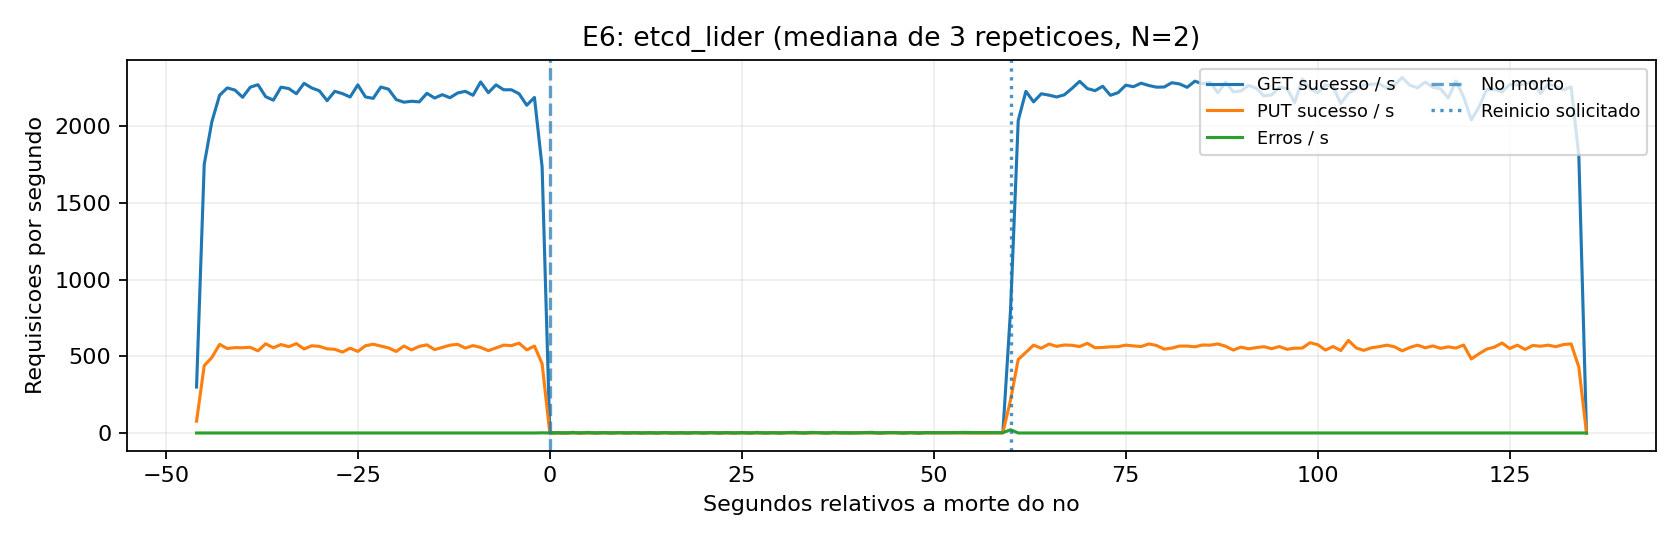 E6: etcd_lider (mediana de 3 repeticoes, N=2)
Requisicoes por segundo
2000
1500
1000
500
0
GET sucesso / s
PUT sucesso / s
Erros / s
No morto
Reinicio solicitado
−50
−25
0
25
50
75
100
125
Segundos relativos a morte do no